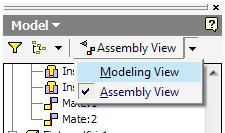 Model
Assembly View
Ins
Modeling View
Ins
Assembly View
Mate:1
Mate:2